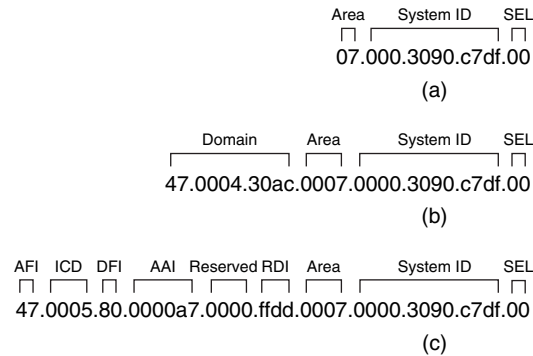 Area System ID SEL
07.000.3090.c7df.00
(a)
Domain Area System ID SEL
47.0004.30ac.0007.0000.3090.c7df.00
(b)
AFI ICD DFI AAI Reserved RDI Area System ID SEL
47.0005.80.0000a7.0000.ffdd.0007.0000.3090.c7df.00
(c)